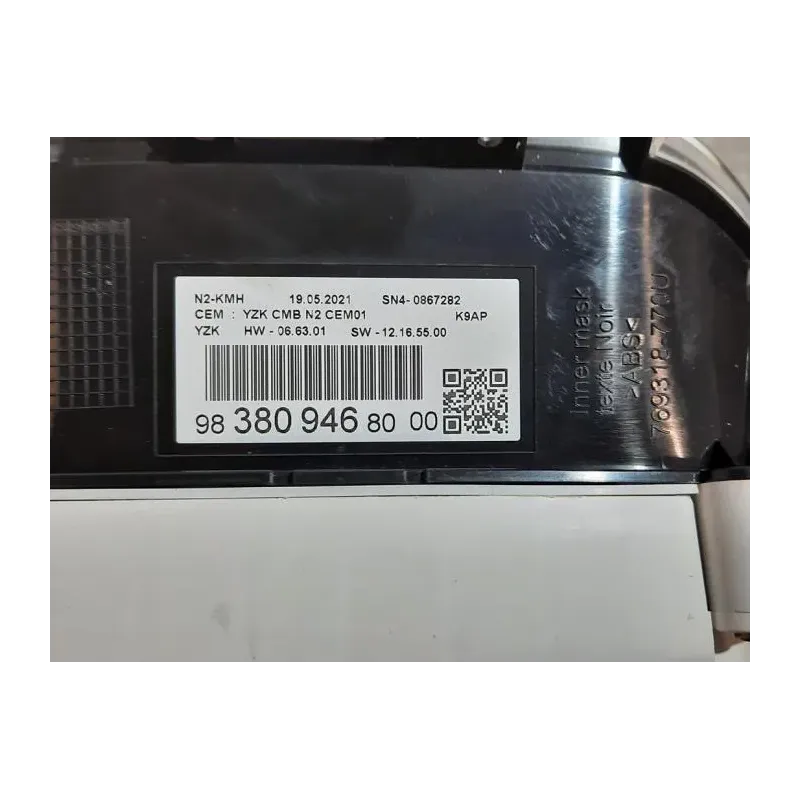 N2-KMH 19.05.2021 SN4- 0867282
CEM : YZK CMB N2 CEM01 K9AP
YZK HW - 06.63.01 SW - 12.16.55.00
98 380 946 80 00
Inner mask
texte Noir
>ABS<
769318-770U